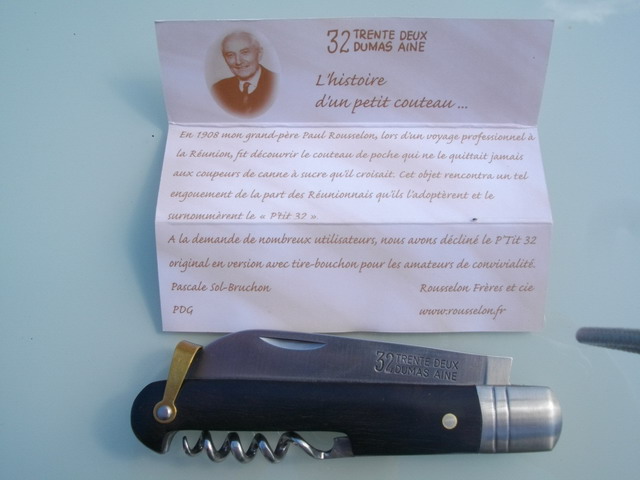 32 TRENTE DEUX
DUMAS AINE
L'histoire
d'un petit couteau ...
En 1908 mon grand-père Paul Rousselon, lors d'un voyage professionnel à
la Réunion, fit découvrir le couteau de poche qui ne le quittait jamais
aux coupeurs de canne à sucre qu'il croisait. Cet objet rencontra un tel
engouement de la part des Réunionnais qu'ils l'adoptèrent et le
surnommèrent le « P'tit 32 ».
A la demande de nombreux utilisateurs, nous avons décliné le P'Tit 32
original en version avec tire-bouchon pour les amateurs de convivialité.
Pascale Sol-Bruchon Rousselon Frères et cie
PDG www.rousselon.fr
32 TRENTE DEUX
DUMAS AINE